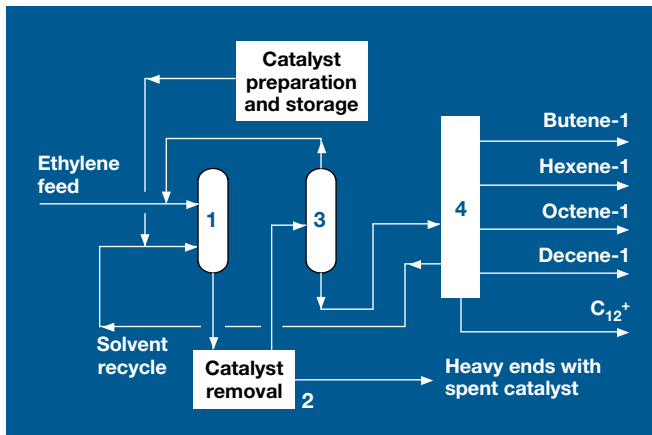 Catalyst
preparation
and storage
Butene-1
Ethylene
feed
Hexene-1
1
3
4
Octene-1
Decene-1
C₁₂⁺
Solvent
recycle
Catalyst
removal
2
Heavy ends with
spent catalyst